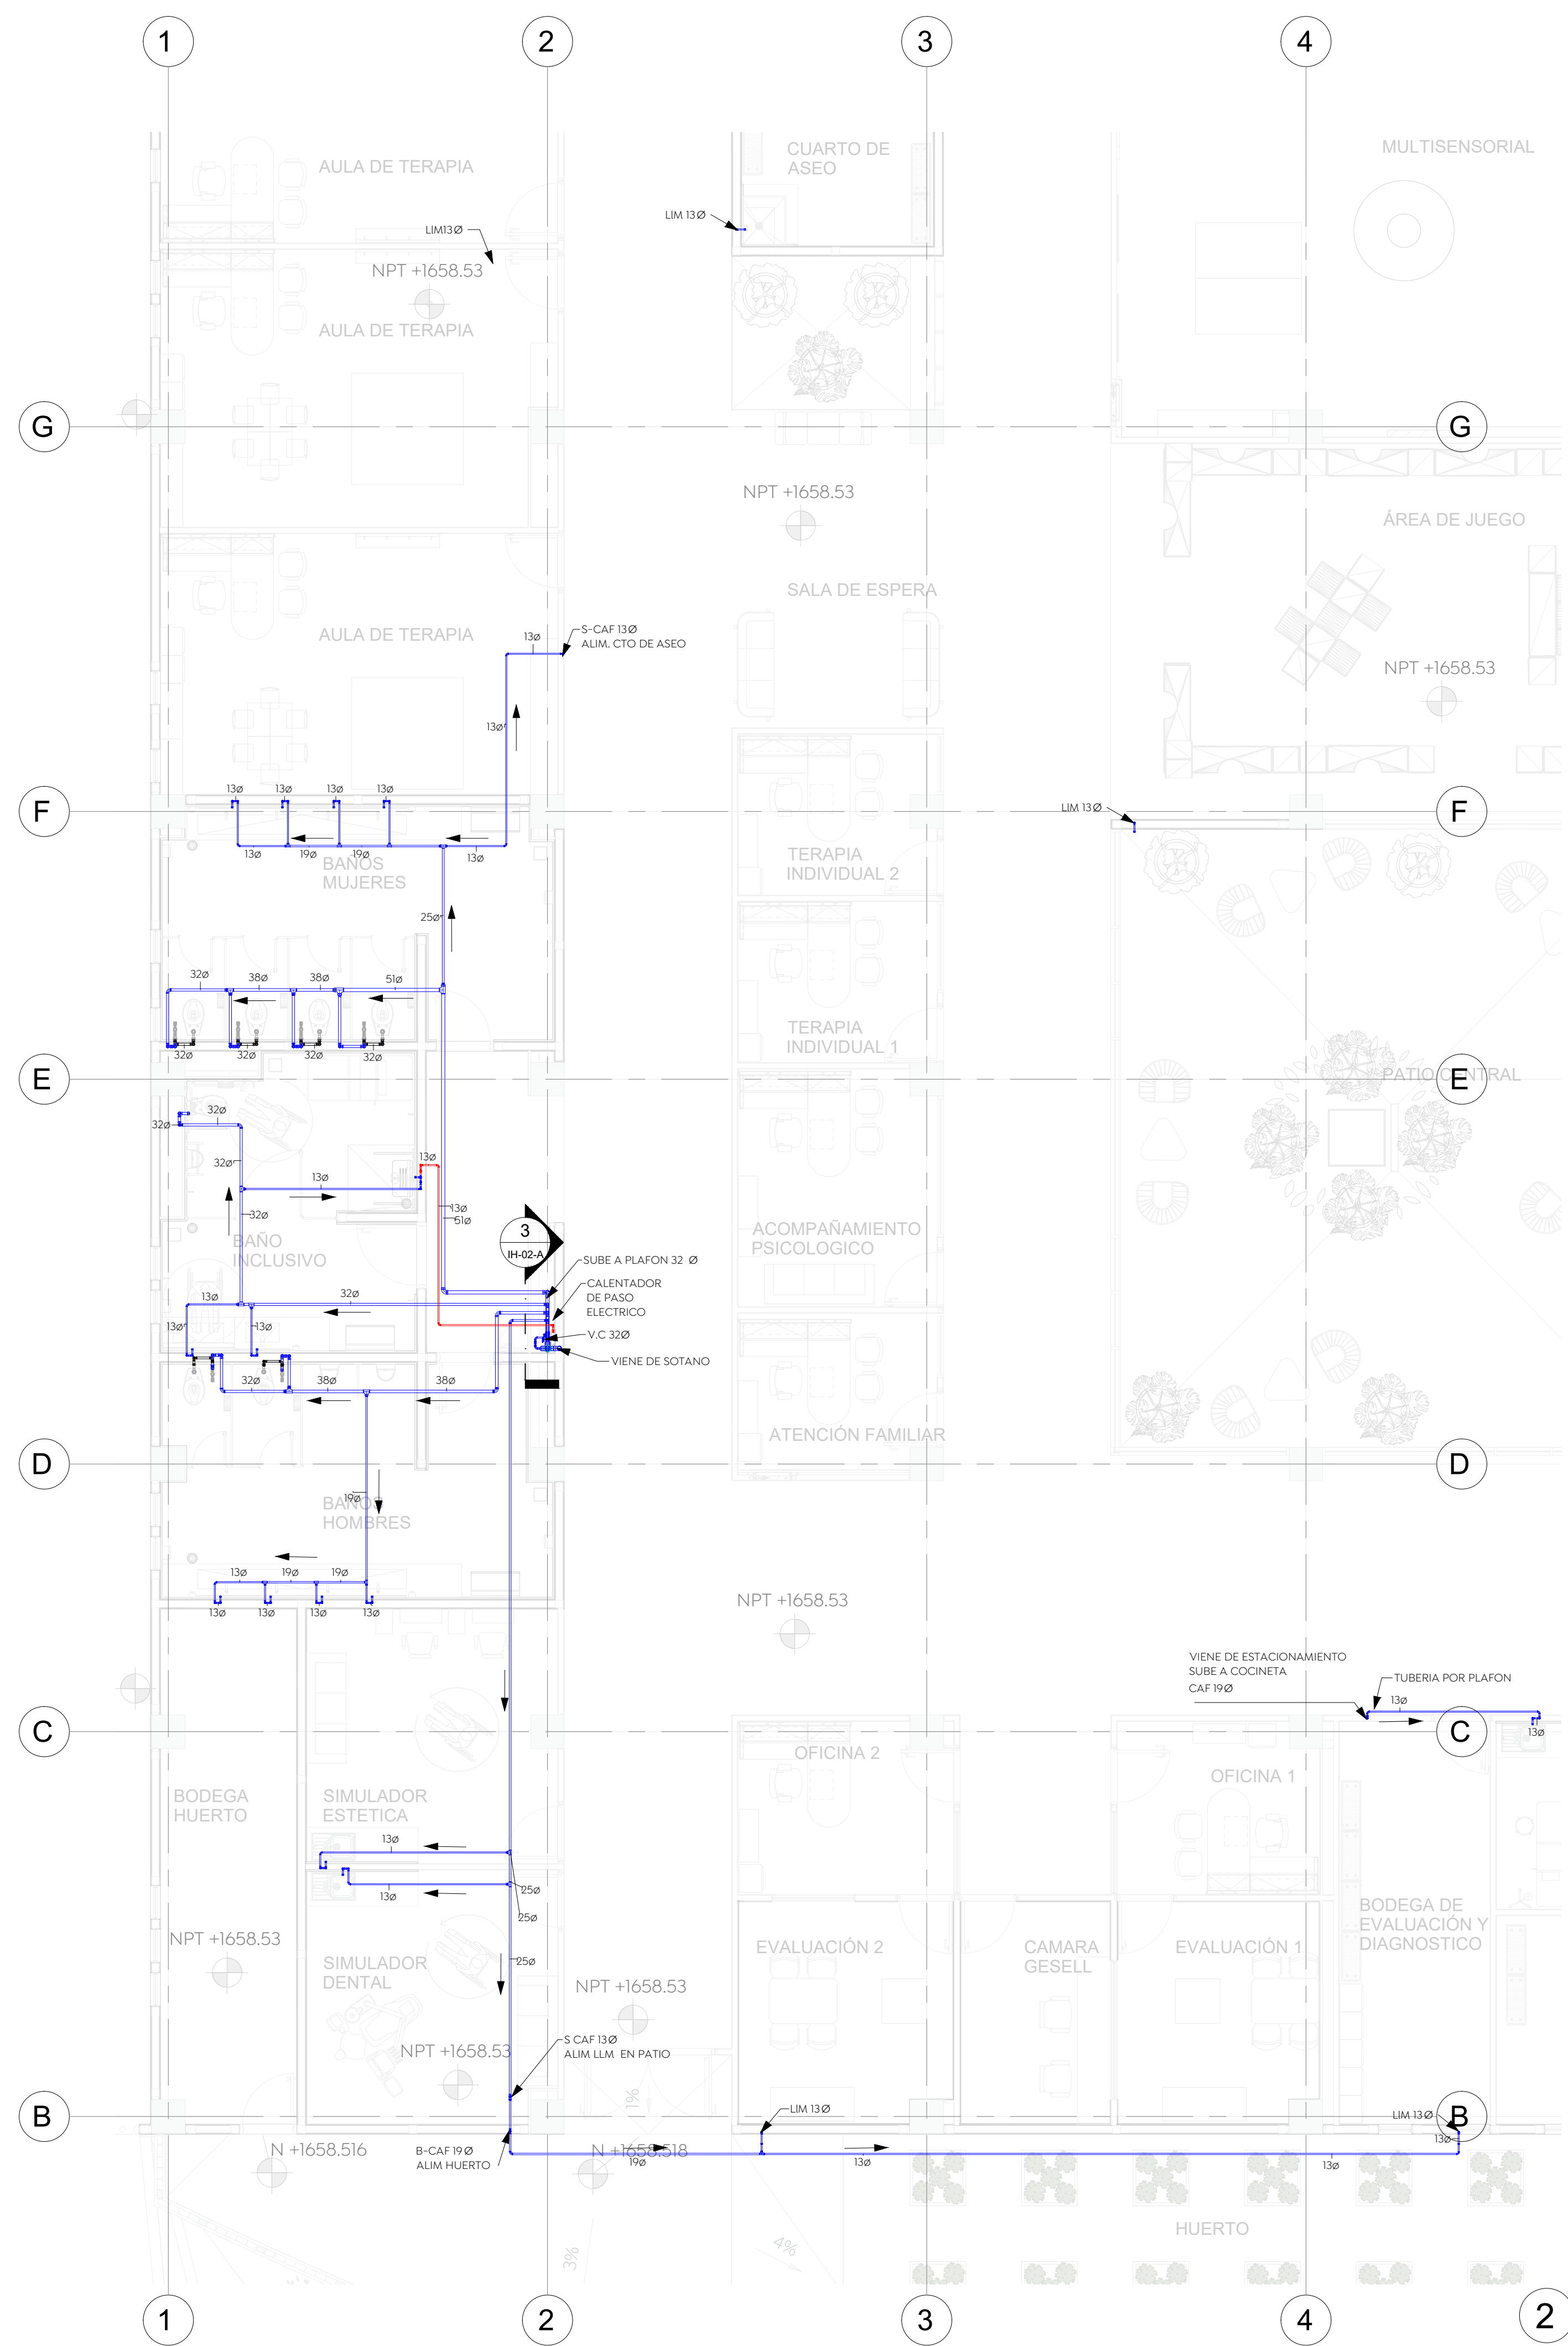 1
2
3
4
AULA DE TERAPIA
CUARTO DE
ASEO
MULTISENSORIAL
LIM 13Ø
LIM13Ø
NPT +1658.53
AULA DE TERAPIA
G
G
NPT +1658.53
ÁREA DE JUEGO
SALA DE ESPERA
AULA DE TERAPIA
13ø
S-CAF 13Ø
ALIM. CTO DE ASEO
NPT +1658.53
13ø
13ø
13ø
13ø
13ø
F
LIM 13Ø
F
13ø
19ø
19ø
13ø
BAÑOS
MUJERES
TERAPIA
INDIVIDUAL 2
25ø
32ø
38ø
38ø
51ø
TERAPIA
INDIVIDUAL 1
32ø
32ø
32ø
32ø
E
PATIO CENTRAL
E
32ø
32ø
32ø
13ø
13ø
32ø
13ø
51ø
BAÑO
INCLUSIVO
3
IH-02-A
ACOMPAÑAMIENTO
PSICOLOGICO
SUBE A PLAFON 32 Ø
CALENTADOR
DE PASO
ELECTRICO
13ø
32ø
13ø
13ø
V.C 32Ø
VIENE DE SOTANO
32ø
38ø
38ø
ATENCIÓN FAMILIAR
D
D
19ø
BAÑOS
HOMBRES
13ø
19ø
19ø
13ø
13ø
13ø
13ø
NPT +1658.53
VIENE DE ESTACIONAMIENTO
SUBE A COCINETA
CAF 19Ø
TUBERIA POR PLAFON
13ø
13ø
C
C
OFICINA 2
OFICINA 1
BODEGA
HUERTO
SIMULADOR
ESTETICA
13ø
13ø
25ø
25ø
25ø
NPT +1658.53
SIMULADOR
DENTAL
EVALUACIÓN 2
CAMARA
GESELL
EVALUACIÓN 1
BODEGA DE
EVALUACIÓN Y
DIAGNOSTICO
NPT +1658.53
NPT +1658.53
S CAF 13Ø
ALIM LLM EN PATIO
1%
B
LIM 13Ø
LIM 13Ø
B
13ø
N +1658.516
B-CAF 19Ø
ALIM HUERTO
N +1658.518
19ø
13ø
13ø
HUERTO
3%
4%
1
2
3
4
2